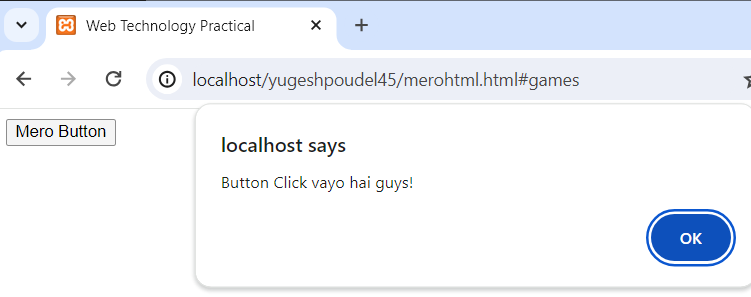 Web Technology Practical
localhost/yugeshpoudel45/merohtml.html#games
Mero Button
localhost says
Button Click vayo hai guys!
OK